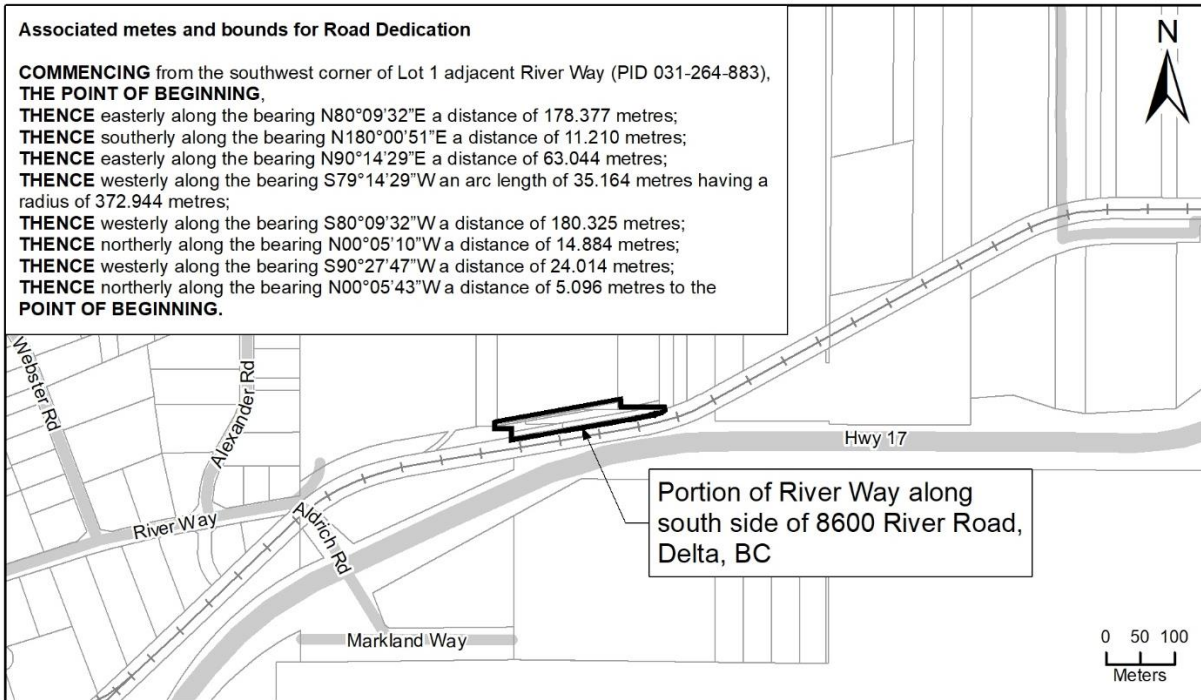 Associated metes and bounds for Road Dedication
COMMENCING from the southwest corner of Lot 1 adjacent River Way (PID 031-264-883),
THE POINT OF BEGINNING,
THENCE easterly along the bearing N80°09'32”E a distance of 178.377 metres;
THENCE southerly along the bearing N180°00'51”E a distance of 11.210 metres;
THENCE easterly along the bearing N90°14'29”E a distance of 63.044 metres;
THENCE westerly along the bearing S79°14'29”W an arc length of 35.164 metres having a
radius of 372.944 metres;
THENCE westerly along the bearing S80°09'32”W a distance of 180.325 metres;
THENCE northerly along the bearing N00°05'10”W a distance of 14.884 metres;
THENCE westerly along the bearing S90°27'47”W a distance of 24.014 metres;
THENCE northerly along the bearing N00°05'43”W a distance of 5.096 metres to the
POINT OF BEGINNING.
N
Webster Rd
Alexander Rd
River Way
Aldrich Rd
Hwy 17
Portion of River Way along
south side of 8600 River Road,
Delta, BC
Markland Way
0 50 100
Meters